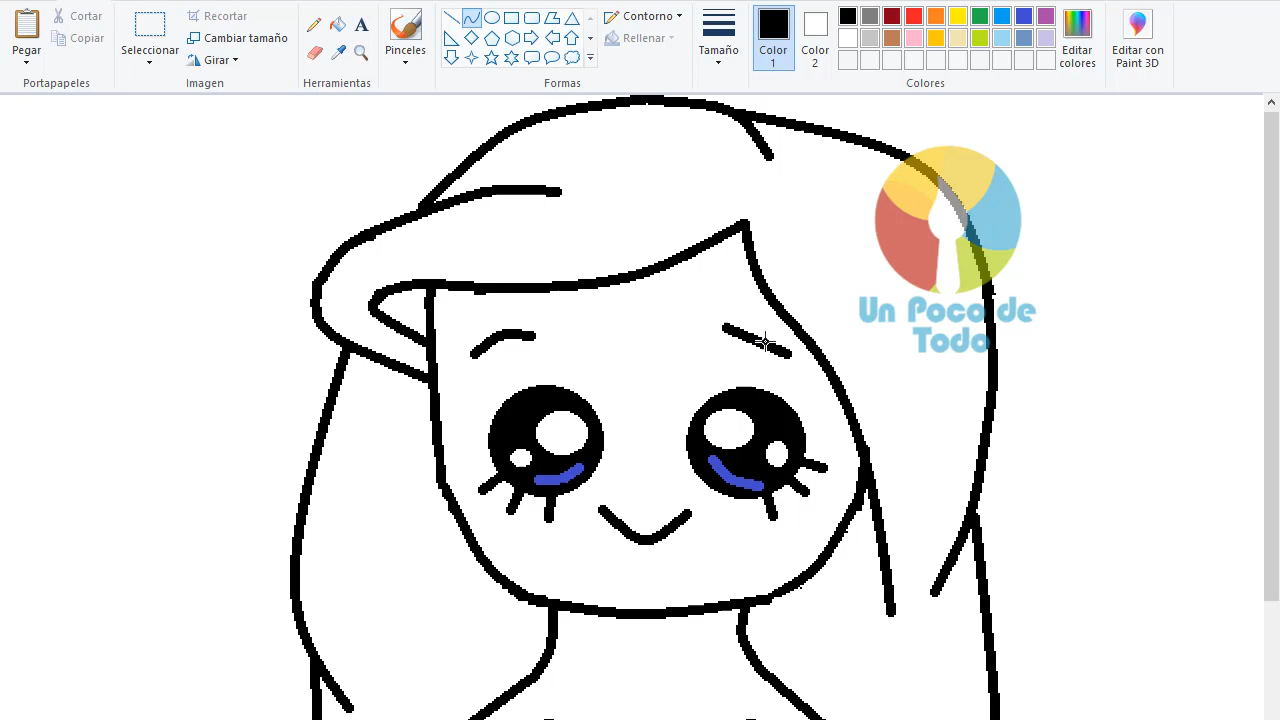 Pegar
Cortar
Copiar
Portapapeles
Seleccionar
Recortar
Cambiar tamaño
Girar
Imagen
A
Herramientas
Pinceles
Contorno
Rellenar
Formas
Tamaño
Color
1
Color
2
Editar
colores
Colores
Editar con
Paint 3D
Un Poco de
Todo